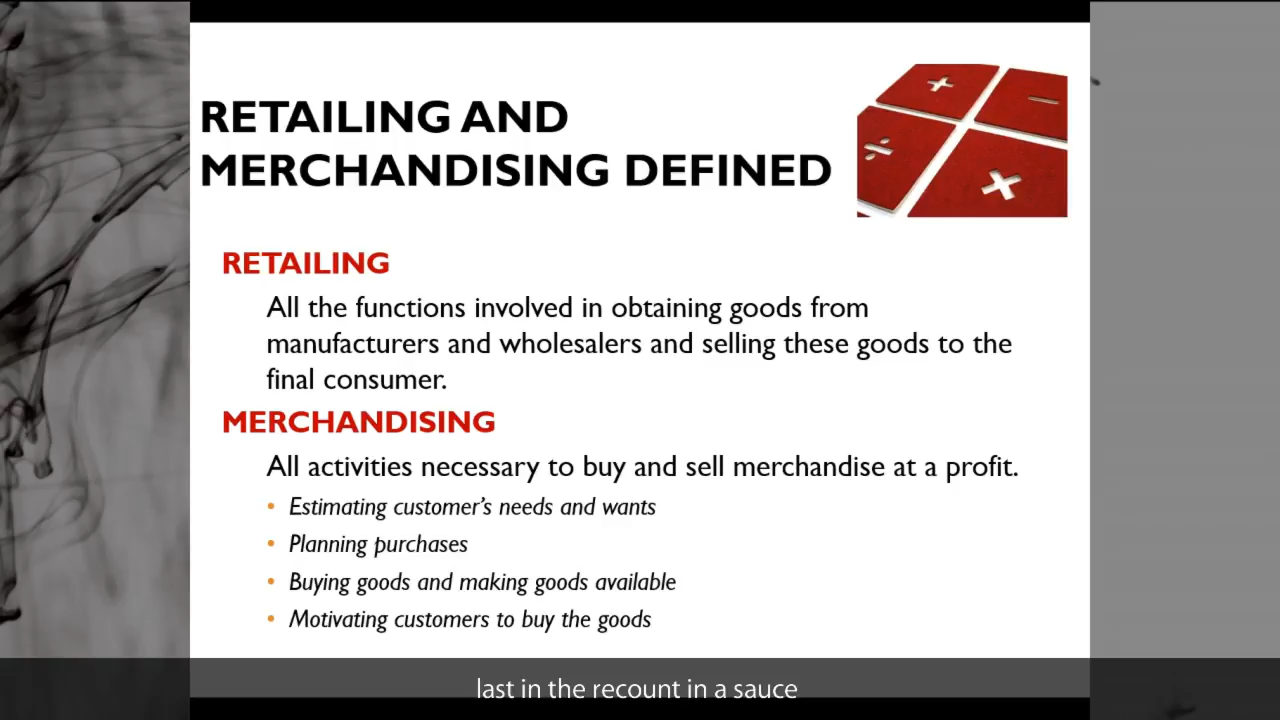 RETAILING AND
MERCHANDISING DEFINED
RETAILING
All the functions involved in obtaining goods from
manufacturers and wholesalers and selling these goods to the
final consumer.
MERCHANDISING
All activities necessary to buy and sell merchandise at a profit.
• Estimating customer’s needs and wants
• Planning purchases
• Buying goods and making goods available
• Motivating customers to buy the goods
last in the recount in a sauce